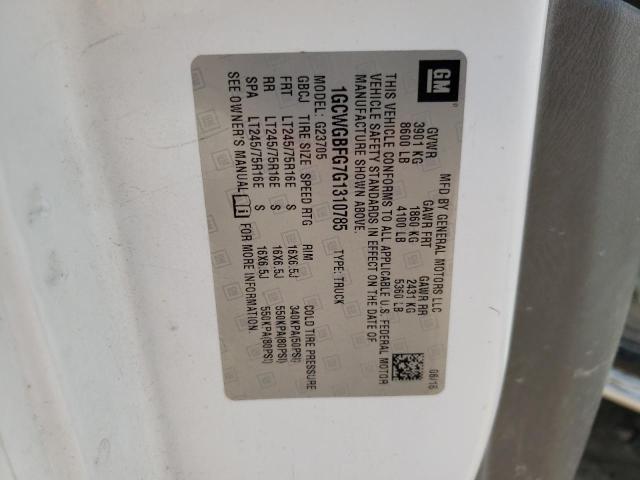 GM
MFD BY GENERAL MOTORS LLC
06/16
GVWR GAWR FRT GAWR RR
3901 KG 1860 KG 2431 KG
8600 LB 4100 LB 5360 LB
THIS VEHICLE CONFORMS TO ALL APPLICABLE U.S. FEDERAL MOTOR
VEHICLE SAFETY STANDARDS IN EFFECT ON THE DATE OF
MANUFACTURE SHOWN ABOVE.
1GCWGBFG7G1310785 TYPE: TRUCK
MODEL: G23705
GBCJ TIRE SIZE SPEED RTG RIM COLD TIRE PRESSURE
FRT LT245/75R16E S 16X6.5J 340KPA(50PSI)
RR LT245/75R16E S 16X6.5J 550KPA(80PSI)
SPA LT245/75R16E S 16X6.5J 550KPA(80PSI)
SEE OWNER'S MANUAL FOR MORE INFORMATION